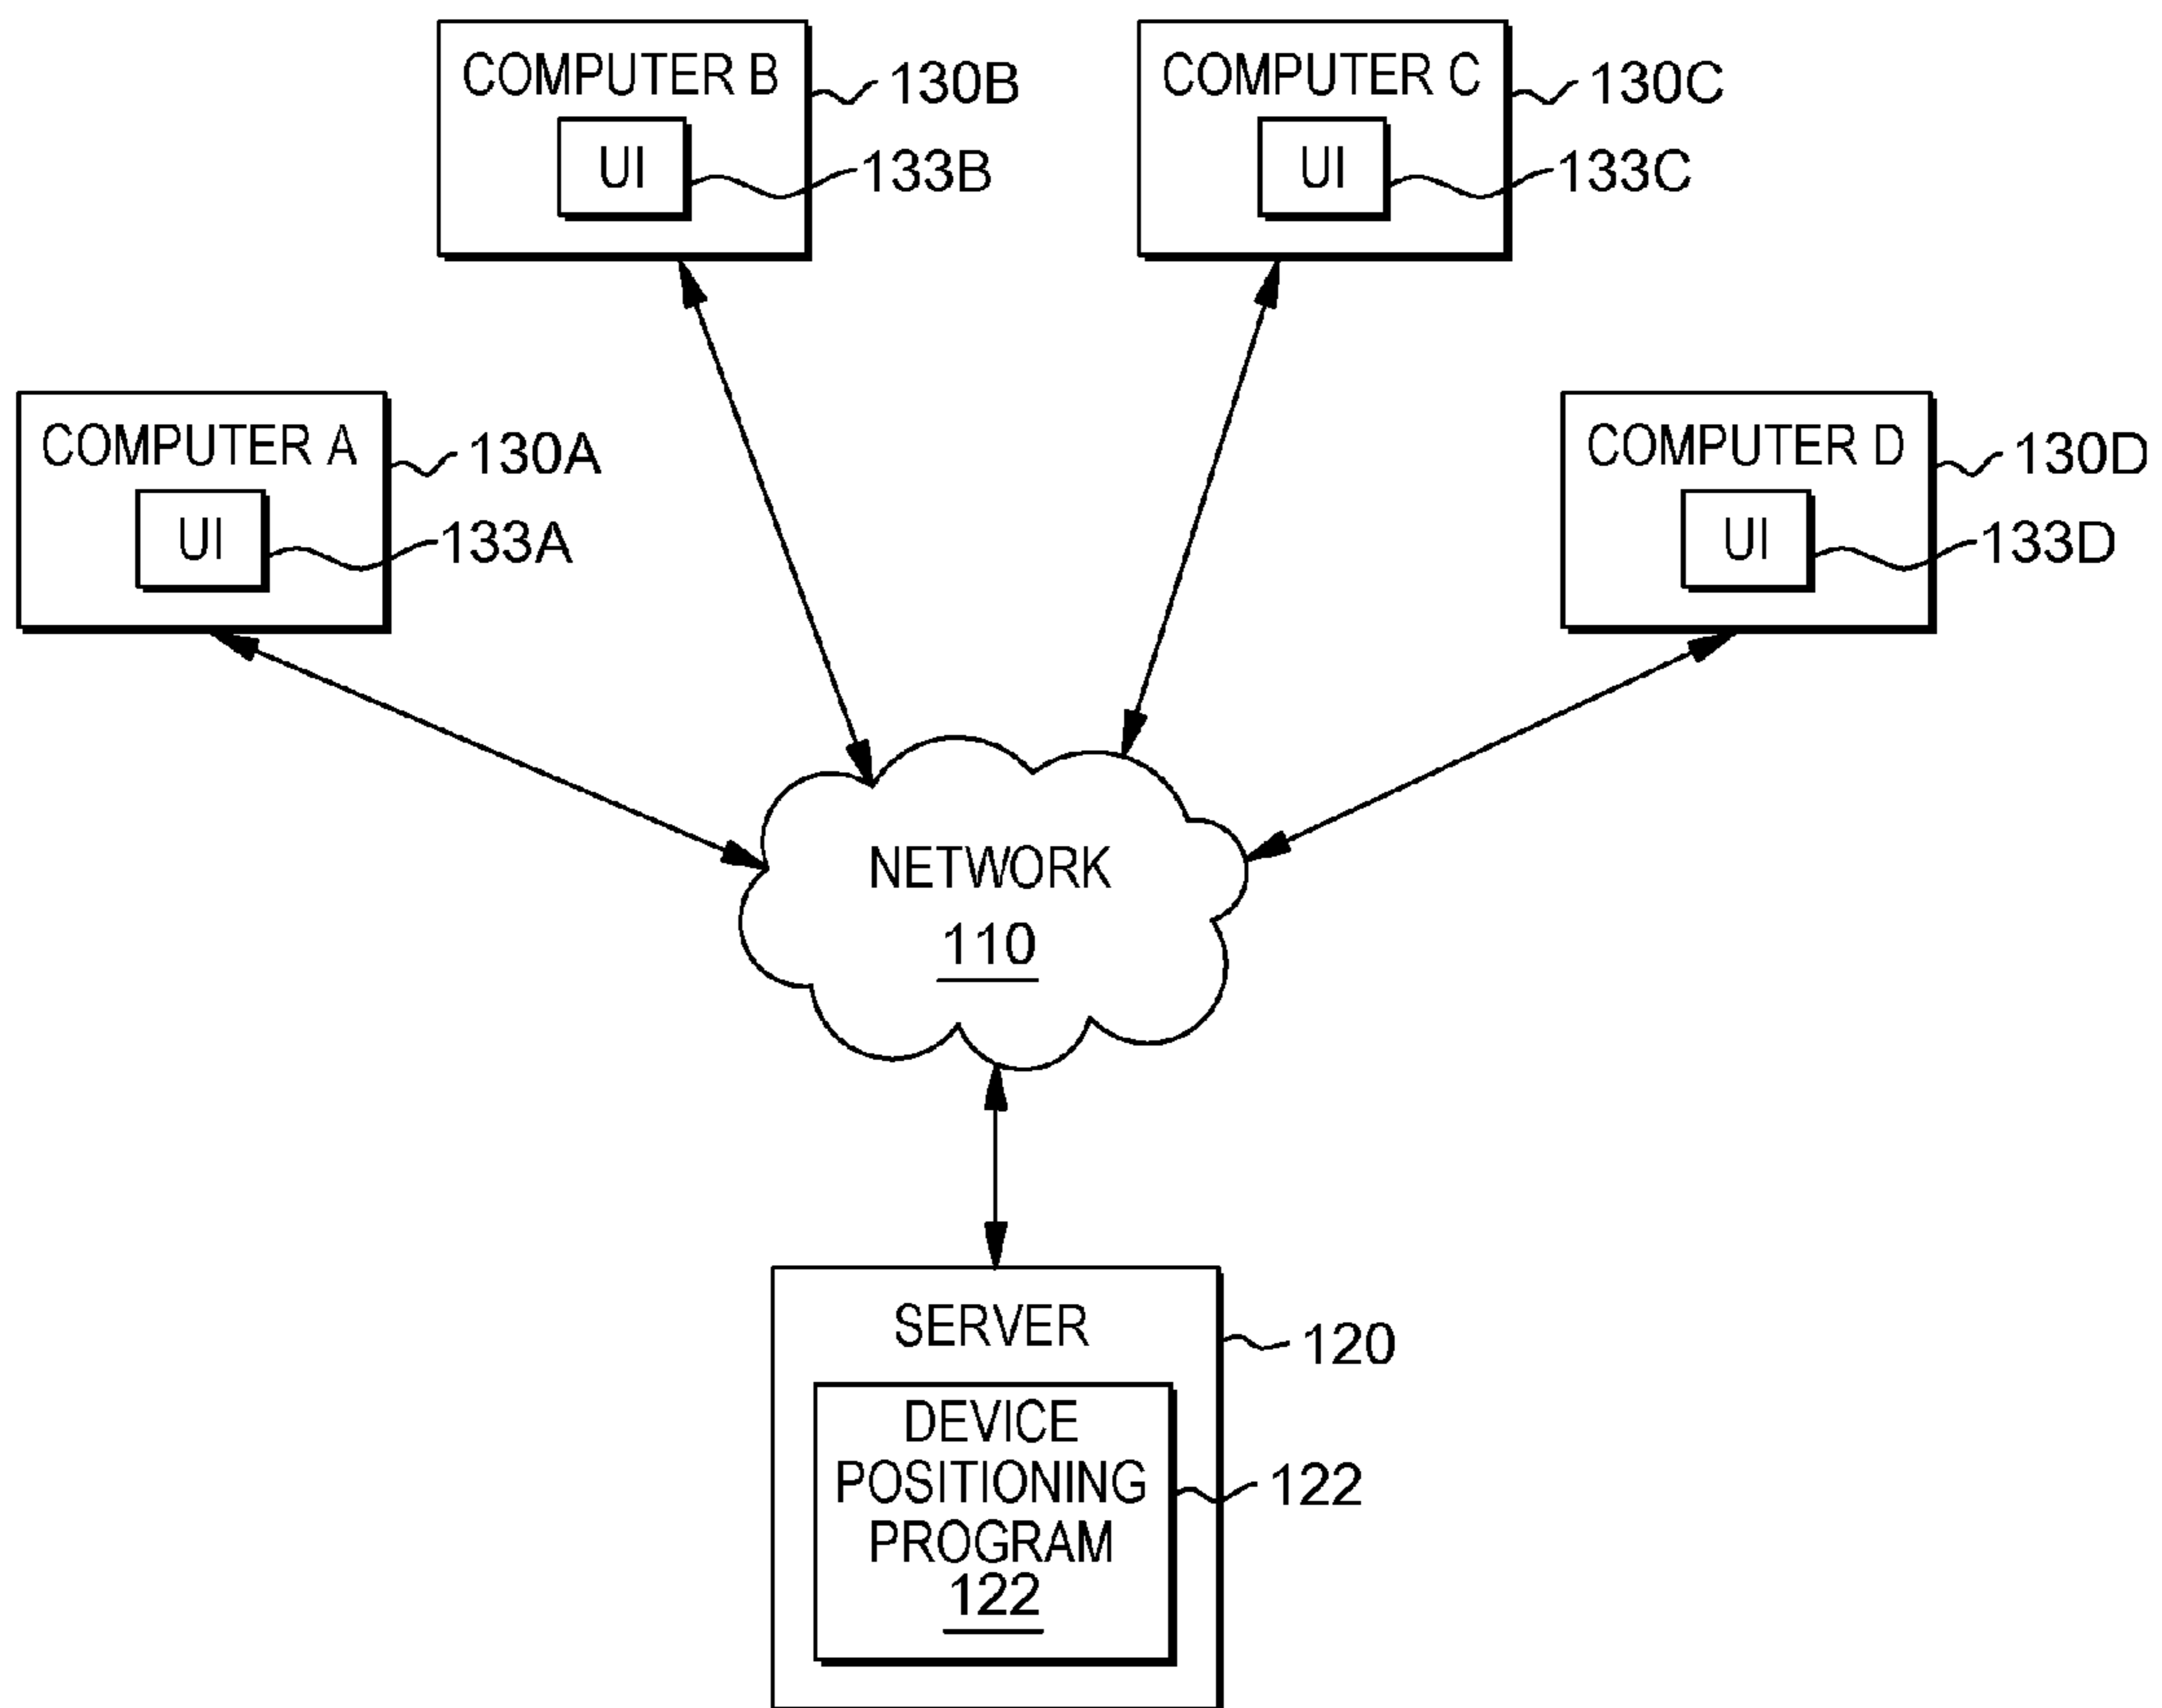 COMPUTER B
130B
UI
133B
COMPUTER C
130C
UI
133C
COMPUTER A
130A
UI
133A
COMPUTER D
130D
UI
133D
NETWORK
110
SERVER
120
DEVICE
POSITIONING
PROGRAM
122
122